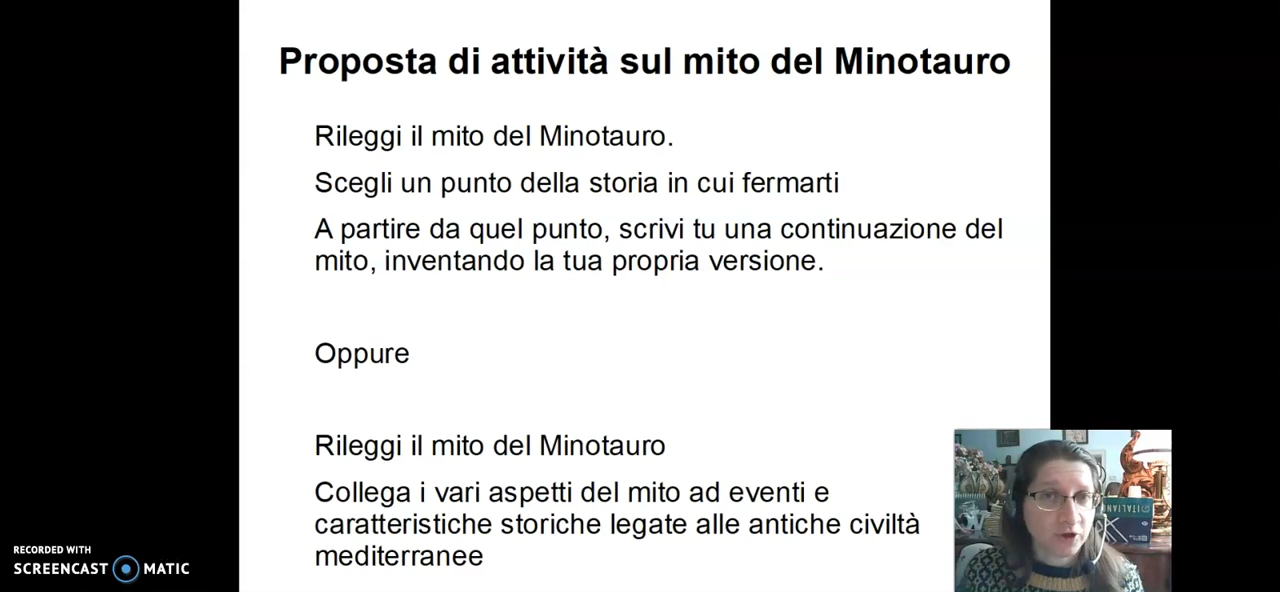 Proposta di attività sul mito del Minotauro
Rileggi il mito del Minotauro.
Scegli un punto della storia in cui fermarti
A partire da quel punto, scrivi tu una continuazione del
mito, inventando la tua propria versione.
Oppure
Rileggi il mito del Minotauro
Collega i vari aspetti del mito ad eventi e
caratteristiche storiche legate alle antiche civiltà
mediterranee
RECORDED WITH
SCREENCAST MATIC